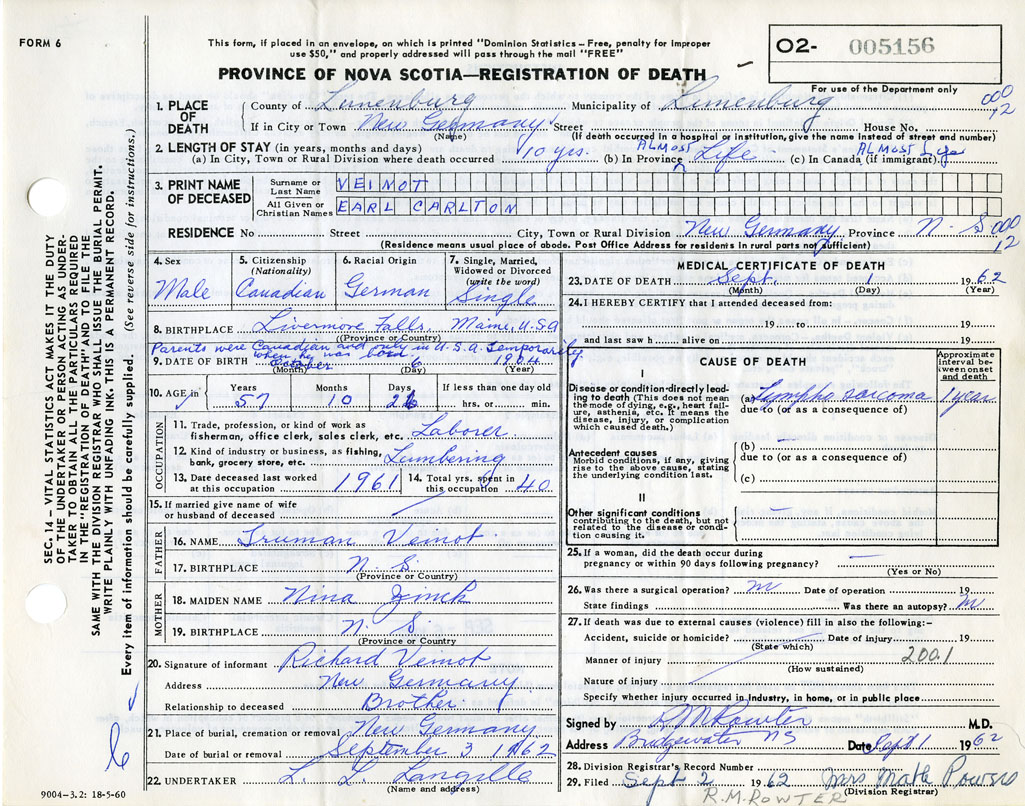 FORM 6
This form, if placed in an envelope, on which is printed "Dominion Statistics – Free, penalty for improper
use $50," and properly addressed will pass through the mail "FREE"
O2- 005156
PROVINCE OF NOVA SCOTIA—REGISTRATION OF DEATH
For use of the Department only
1. PLACE OF DEATH
County of Lunenburg Municipality of Lunenburg 000
12
If in City or Town New Germany Street House No.
(Name) (If death occurred in a hospital or institution, give the name instead of street and number)
2. LENGTH OF STAY (in years, months and days)
(a) In City, Town or Rural Division where death occurred 10 yrs. (b) In Province ALMOST Life (c) In Canada (if immigrant) ALMOST Life
3. PRINT NAME OF DECEASED
Surname or Last Name VEINOT
All Given or Christian Names EARL CARLTON
RESIDENCE No Street City, Town or Rural Division New Germany Province N. S. 000
12
(Residence means usual place of abode. Post Office Address for residents in rural parts not sufficient)
4. Sex Male
5. Citizenship (Nationality) Canadian
6. Racial Origin German
7. Single, Married, Widowed or Divorced (write the word) Single
8. BIRTHPLACE Livermore Falls, Maine, U.S.A
(Province or Country)
Parents were Canadian and only in U.S.A. Temporarily.
when he was born
9. DATE OF BIRTH October 6 1904
(Month) (Day) (Year)
10. AGE in Years 57 Months 10 Days 26 If less than one day old
hrs. or min.
OCCUPATION
11. Trade, profession, or kind of work as
fisherman, office clerk, sales clerk, etc. Laborer
12. Kind of industry or business, as fishing,
bank, grocery store, etc. Lumbering
13. Date deceased last worked
at this occupation 1961
14. Total yrs. spent in
this occupation 40
15. If married give name of wife
or husband of deceased
FATHER
16. NAME Truman Veinot
17. BIRTHPLACE N. S.
(Province or Country)
MOTHER
18. MAIDEN NAME Nina Zinck
19. BIRTHPLACE N. S.
(Province or Country)
20. Signature of informant Richard Veinot
Address New Germany
Relationship to deceased Brother
21. Place of burial, cremation or removal New Germany
Date of burial or removal September 3 1962
22. UNDERTAKER L. L. Langille
(Name and address)
9004-3.2: 18-5-60
MEDICAL CERTIFICATE OF DEATH
23. DATE OF DEATH Sept. 1 1962
(Month) (Day) (Year)
24. I HEREBY CERTIFY that I attended deceased from:
19 to 19
and last saw h alive on 19
CAUSE OF DEATH
Approximate interval between onset and death
I
Disease or condition directly leading to death (This does not mean the mode of dying, e.g., heart failure, asthenia, etc. It means the disease, injury, or complication which caused death.)
(a) Lympho sarcoma 1 year
due to (or as a consequence of)
Antecedent causes
Morbid conditions, if any, giving rise to the above cause, stating the underlying condition last.
(b)
due to (or as a consequence of)
(c)
II
Other significant conditions
contributing to the death, but not related to the disease or condition causing it.
25. If a woman, did the death occur during
pregnancy or within 90 days following pregnancy?
(Yes or No)
26. Was there a surgical operation? Date of operation 19
State findings Was there an autopsy?
27. If death was due to external causes (violence) fill in also the following:–
Accident, suicide or homicide? Date of injury 19
(State which)
Manner of injury 200.1
(How sustained)
Nature of injury
Specify whether injury occurred in industry, in home, or in public place
Signed by R M Rowter M.D.
Address Bridgewater NS Date Sept 1 1962
28. Division Registrar's Record Number
29. Filed Sept 2 1962 Mrs Powers
(Division Registrar)
R.M.ROWTER
SEC. 14 – VITAL STATISTICS ACT MAKES IT THE DUTY
OF THE UNDERTAKER OR PERSON ACTING AS UNDER-
TAKER TO OBTAIN ALL THE PARTICULARS REQUIRED
IN THE "REGISTRATION OF DEATH" AND TO FILE THE
SAME WITH THE DIVISION REGISTRAR WHO SHALL ISSUE THE BURIAL PERMIT.
WRITE PLAINLY WITH UNFADING INK–THIS IS A PERMANENT RECORD.
Every item of information should be carefully supplied. (See reverse side for instructions.)